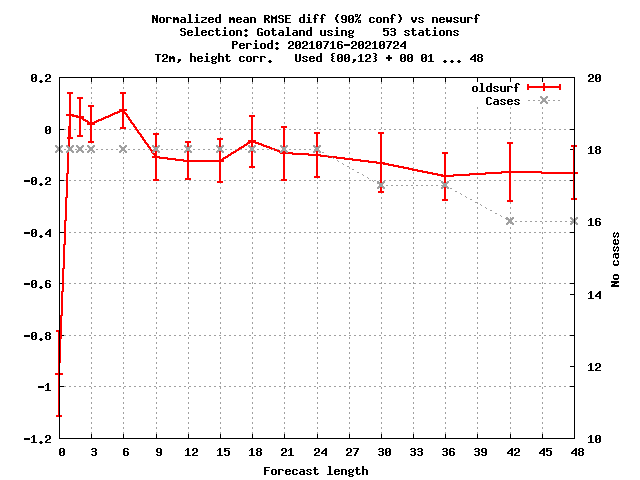 Normalized mean RMSE diff (90% conf) vs newsurf
Selection: Gotaland using    53 stations
Period: 20210716-20210724
T2m, height corr.   Used {00,12} + 00 01 ... 48
oldsurf
Cases
0,2
0
-0,2
-0,4
-0,6
-0,8
-1
-1,2
20
18
16
14
12
10
No cases
0 3 6 9 12 15 18 21 24 27 30 33 36 39 42 45 48
Forecast length